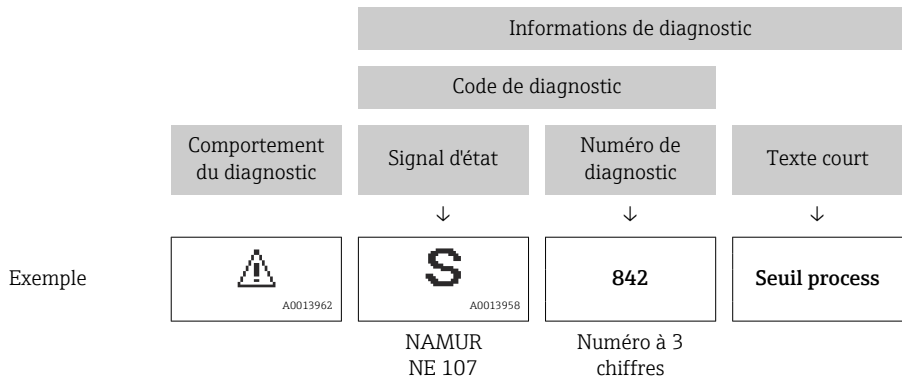 Informations de diagnostic
Code de diagnostic
Comportement
du diagnostic
Signal d'état
Numéro de
diagnostic
Texte court
↓ ↓ ↓
Exemple
A0013962
S
A0013958
842
Seuil process
NAMUR
NE 107
Numéro à 3
chiffres